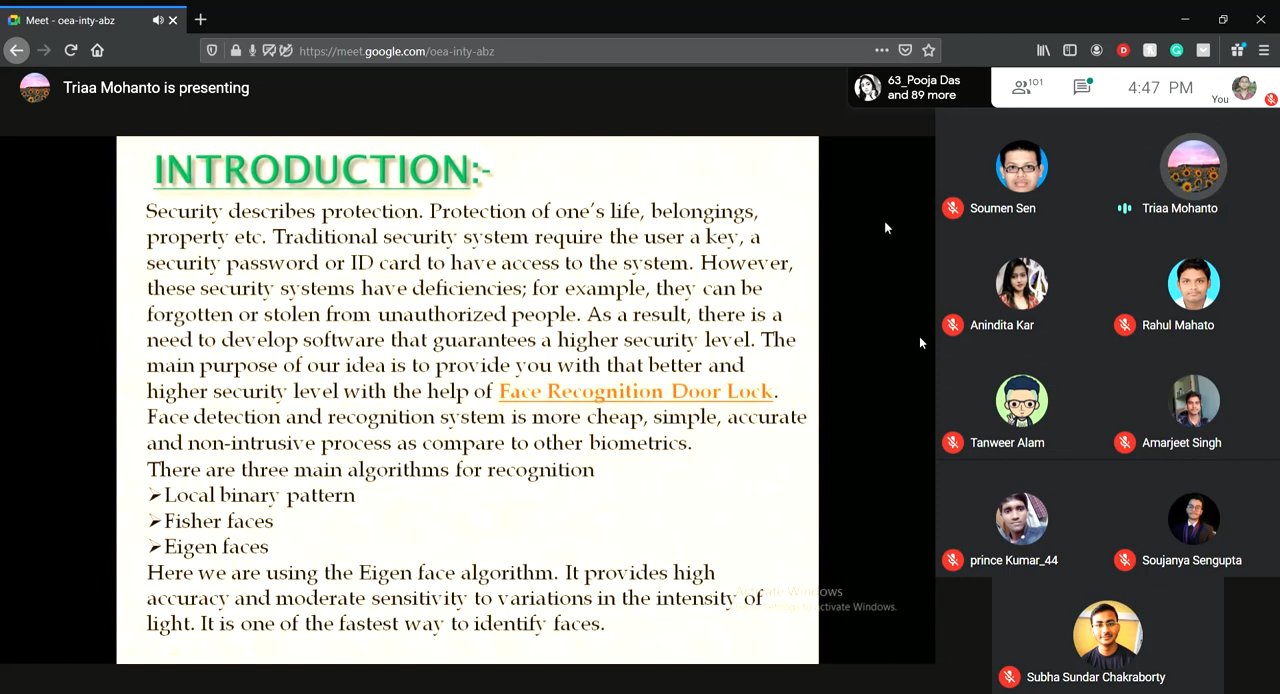 Meet - oea-inty-abz
https://meet.google.com/oea-inty-abz
Triaa Mohanto is presenting
63_Pooja Das
and 89 more
101
4:47 PM
You
INTRODUCTION:-
Security describes protection. Protection of one's life, belongings,
property etc. Traditional security system require the user a key, a
security password or ID card to have access to the system. However,
these security systems have deficiencies; for example, they can be
forgotten or stolen from unauthorized people. As a result, there is a
need to develop software that guarantees a higher security level. The
main purpose of our idea is to provide you with that better and
higher security level with the help of Face Recognition Door Lock.
Face detection and recognition system is more cheap, simple, accurate
and non-intrusive process as compare to other biometrics.
There are three main algorithms for recognition
➢Local binary pattern
➢Fisher faces
➢Eigen faces
Here we are using the Eigen face algorithm. It provides high
accuracy and moderate sensitivity to variations in the intensity of
light. It is one of the fastest way to identify faces.
Activate Windows
activate Windows.
Soumen Sen
Triaa Mohanto
Anindita Kar
Rahul Mahato
Tanweer Alam
Amarjeet Singh
prince Kumar_44
Soujanya Sengupta
Subha Sundar Chakraborty